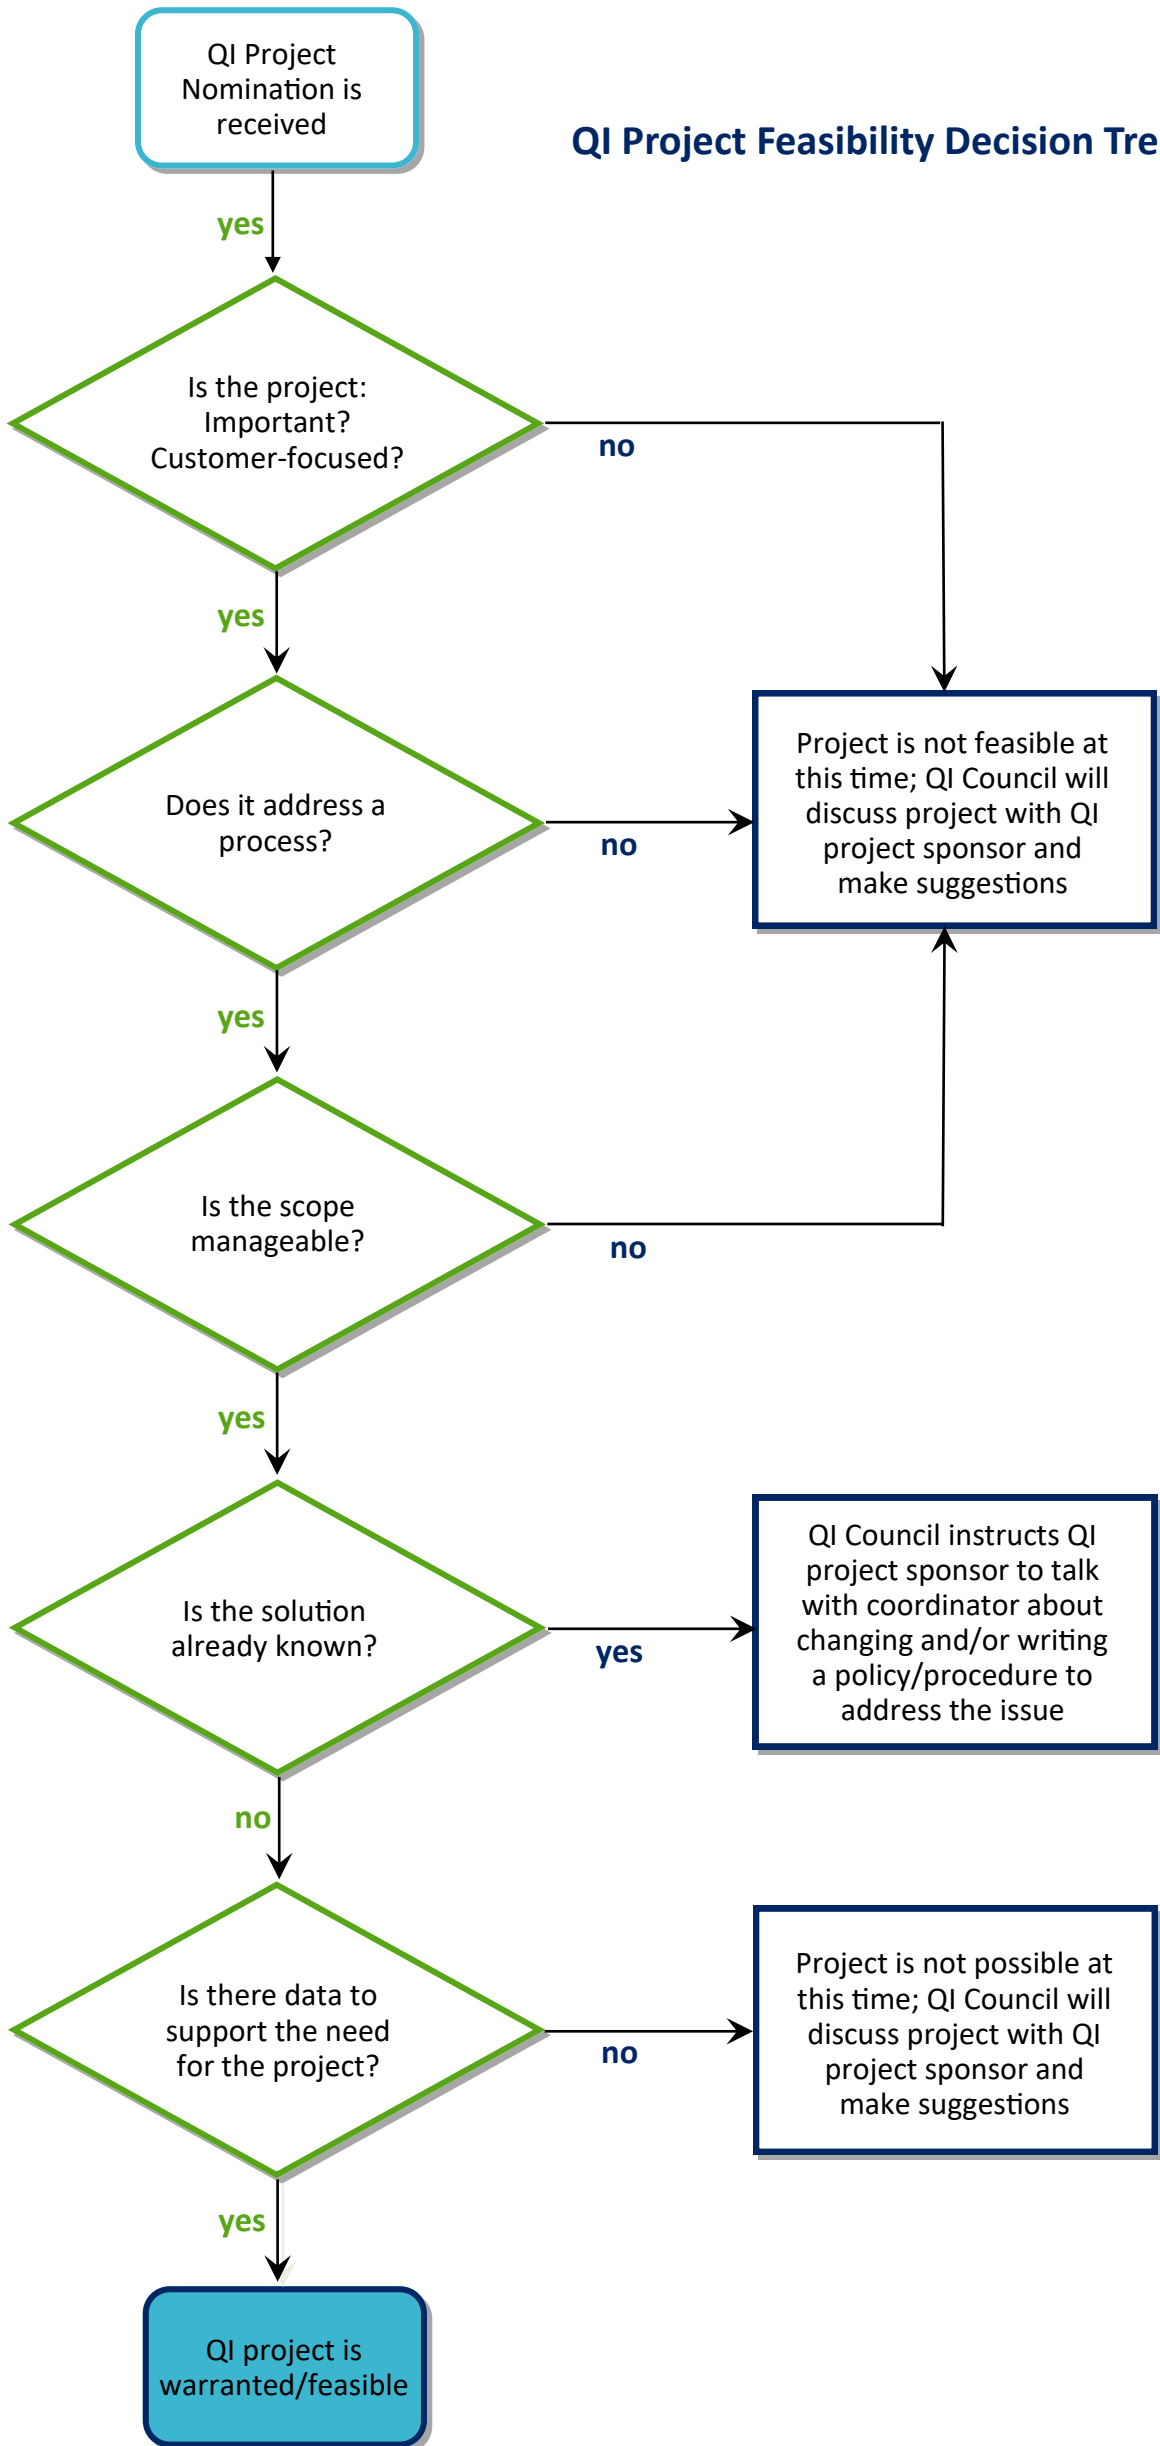 QI Project
Nomination is
received
QI Project Feasibility Decision Tre
yes
Is the project:
Important?
Customer-focused?
no
yes
Does it address a
process?
no
Project is not feasible at
this time; QI Council will
discuss project with QI
project sponsor and
make suggestions
yes
Is the scope
manageable?
no
yes
Is the solution
already known?
yes
QI Council instructs QI
project sponsor to talk
with coordinator about
changing and/or writing
a policy/procedure to
address the issue
no
Is there data to
support the need
for the project?
no
Project is not possible at
this time; QI Council will
discuss project with QI
project sponsor and
make suggestions
yes
QI project is
warranted/feasible